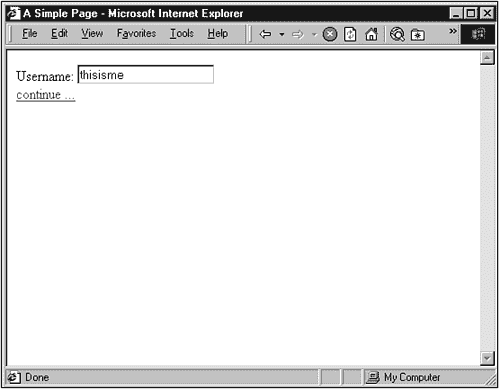 A Simple Page - Microsoft Internet Explorer
File Edit View Favorites Tools Help »
Username: thisisme
continue ...
Done My Computer